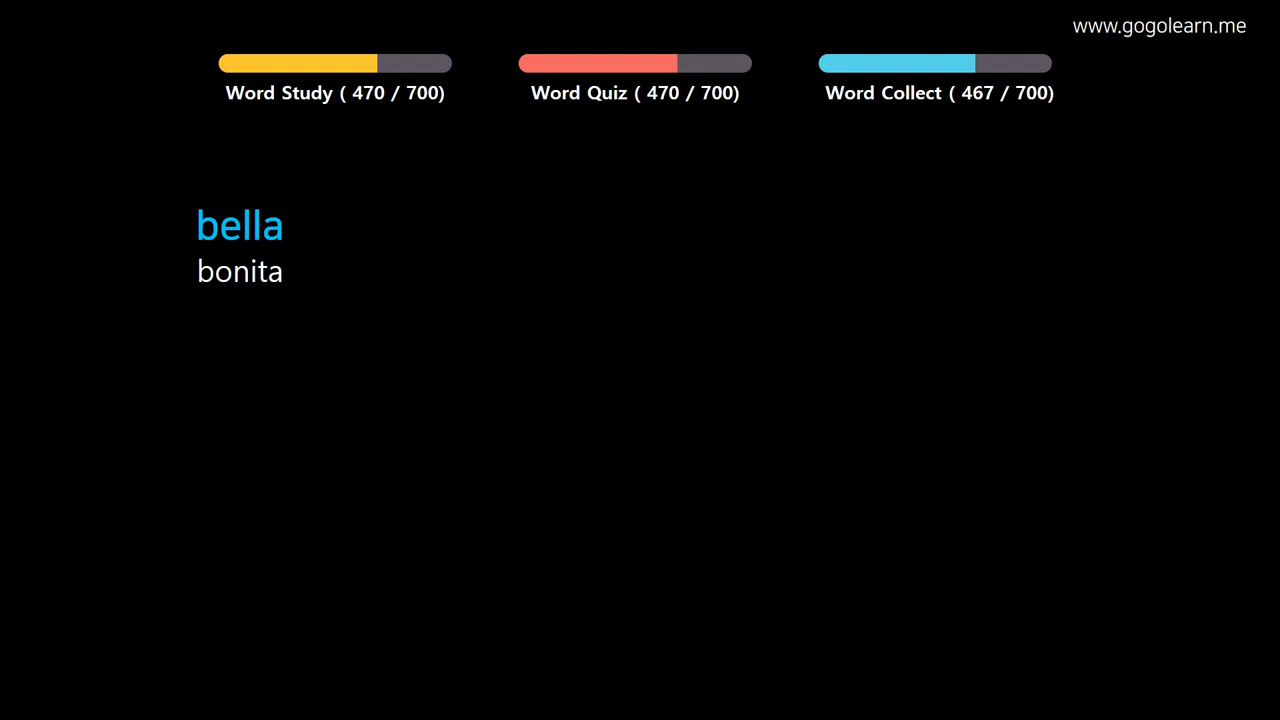 www.gogolearn.me
Word Study ( 470 / 700)
Word Quiz ( 470 / 700)
Word Collect ( 467 / 700)
bella
bonita